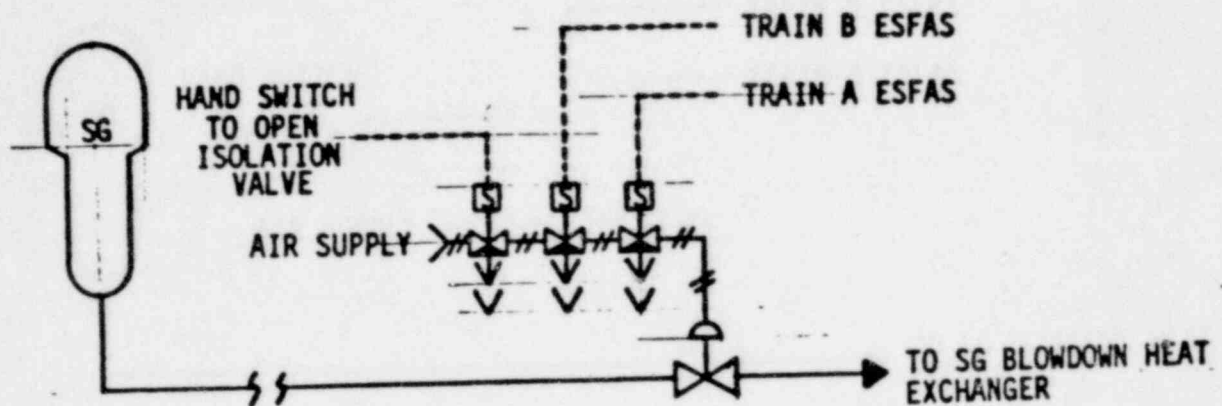 TRAIN B ESFAS
TRAIN A ESFAS
HAND SWITCH
TO OPEN
ISOLATION
VALVE
SG
S
S
S
AIR SUPPLY
TO SG BLOWDOWN HEAT
EXCHANGER